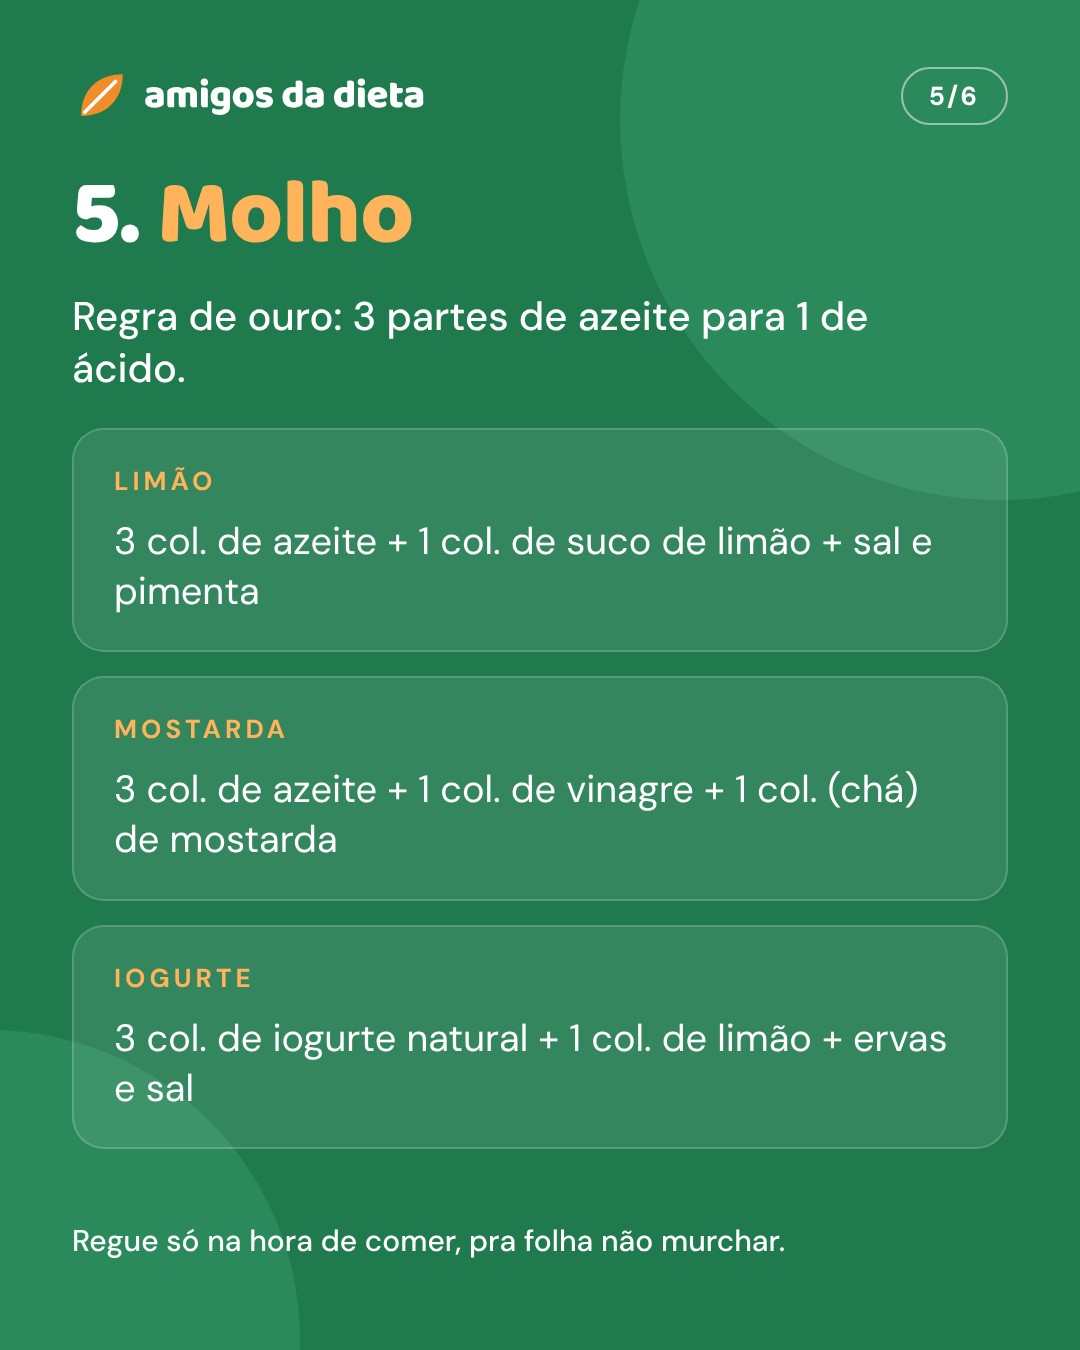 amigos da dieta
5/6
5. Molho
Regra de ouro: 3 partes de azeite para 1 de
ácido.
LIMÃO
3 col. de azeite + 1 col. de suco de limão + sal e
pimenta
MOSTARDA
3 col. de azeite + 1 col. de vinagre + 1 col. (chá)
de mostarda
IOGURTE
3 col. de iogurte natural + 1 col. de limão + ervas
e sal
Regue só na hora de comer, pra folha não murchar.